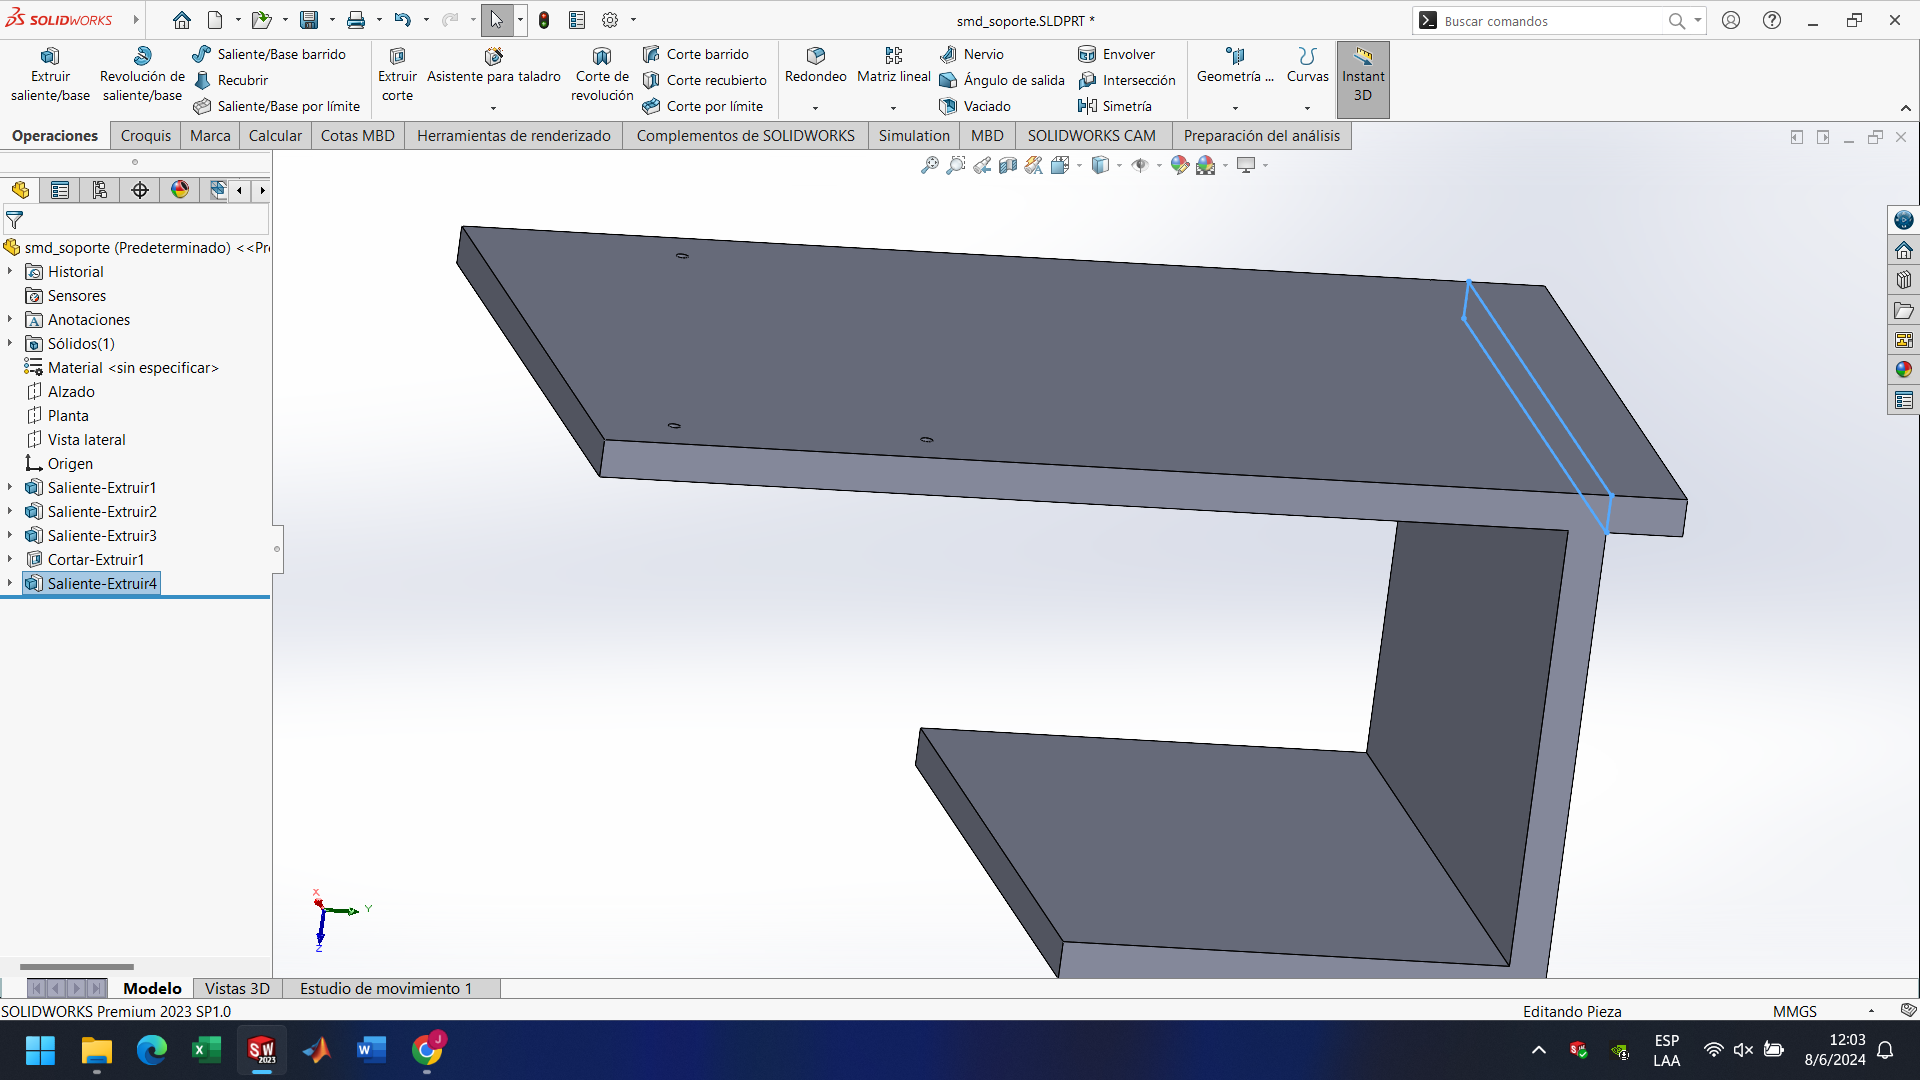 SOLIDWORKS
smd_soporte.SLDPRT *
Buscar comandos
Extruir saliente/base
Revolución de saliente/base
Saliente/Base barrido
Recubrir
Saliente/Base por límite
Extruir corte
Asistente para taladro
Corte de revolución
Corte barrido
Corte recubierto
Corte por límite
Redondeo
Matriz lineal
Nervio
Ángulo de salida
Vaciado
Envolver
Intersección
Simetría
Geometría ...
Curvas
Instant 3D
Operaciones
Croquis
Marca
Calcular
Cotas MBD
Herramientas de renderizado
Complementos de SOLIDWORKS
Simulation
MBD
SOLIDWORKS CAM
Preparación del análisis
smd_soporte (Predeterminado) <<Pr
Historial
Sensores
Anotaciones
Sólidos(1)
Material <sin especificar>
Alzado
Planta
Vista lateral
Origen
Saliente-Extruir1
Saliente-Extruir2
Saliente-Extruir3
Cortar-Extruir1
Saliente-Extruir4
X
Y
Z
Modelo
Vistas 3D
Estudio de movimiento 1
SOLIDWORKS Premium 2023 SP1.0
Editando Pieza
MMGS
SW 2023
J
ESP
LAA
12:03
8/6/2024